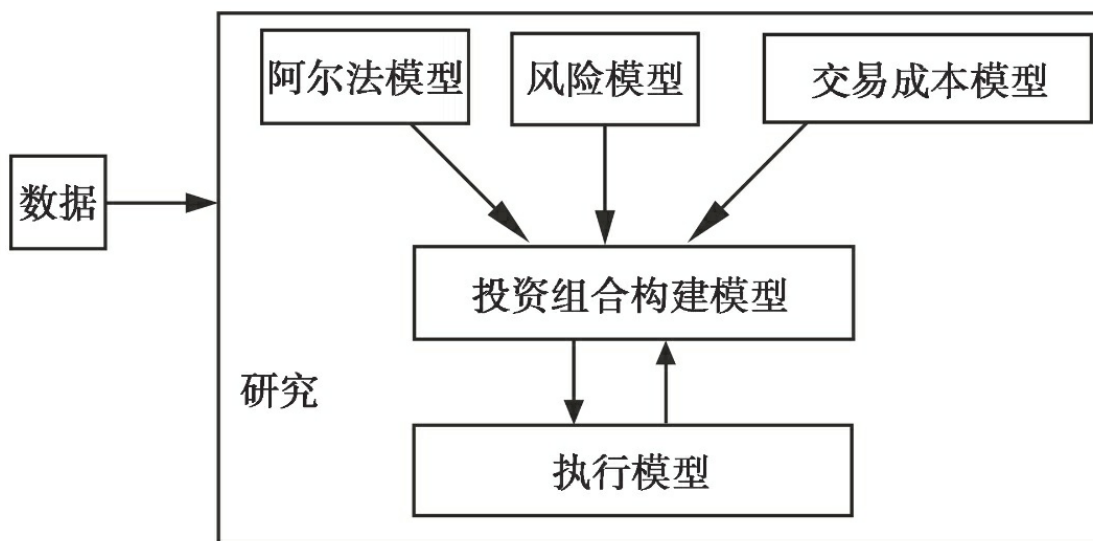 阿尔法模型
风险模型
交易成本模型
数据
投资组合构建模型
研究
执行模型